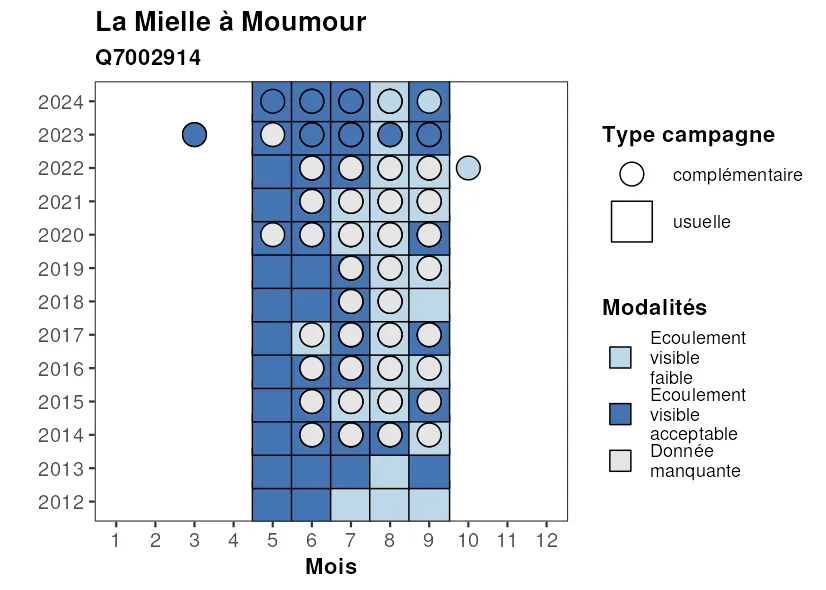 La Mielle à Moumour
Q7002914
2024
2023
2022
2021
2020
2019
2018
2017
2016
2015
2014
2013
2012
1 2 3 4 5 6 7 8 9 10 11 12
Mois
Type campagne
complémentaire
usuelle
Modalités
Ecoulement
visible
faible
Ecoulement
visible
acceptable
Donnée
manquante